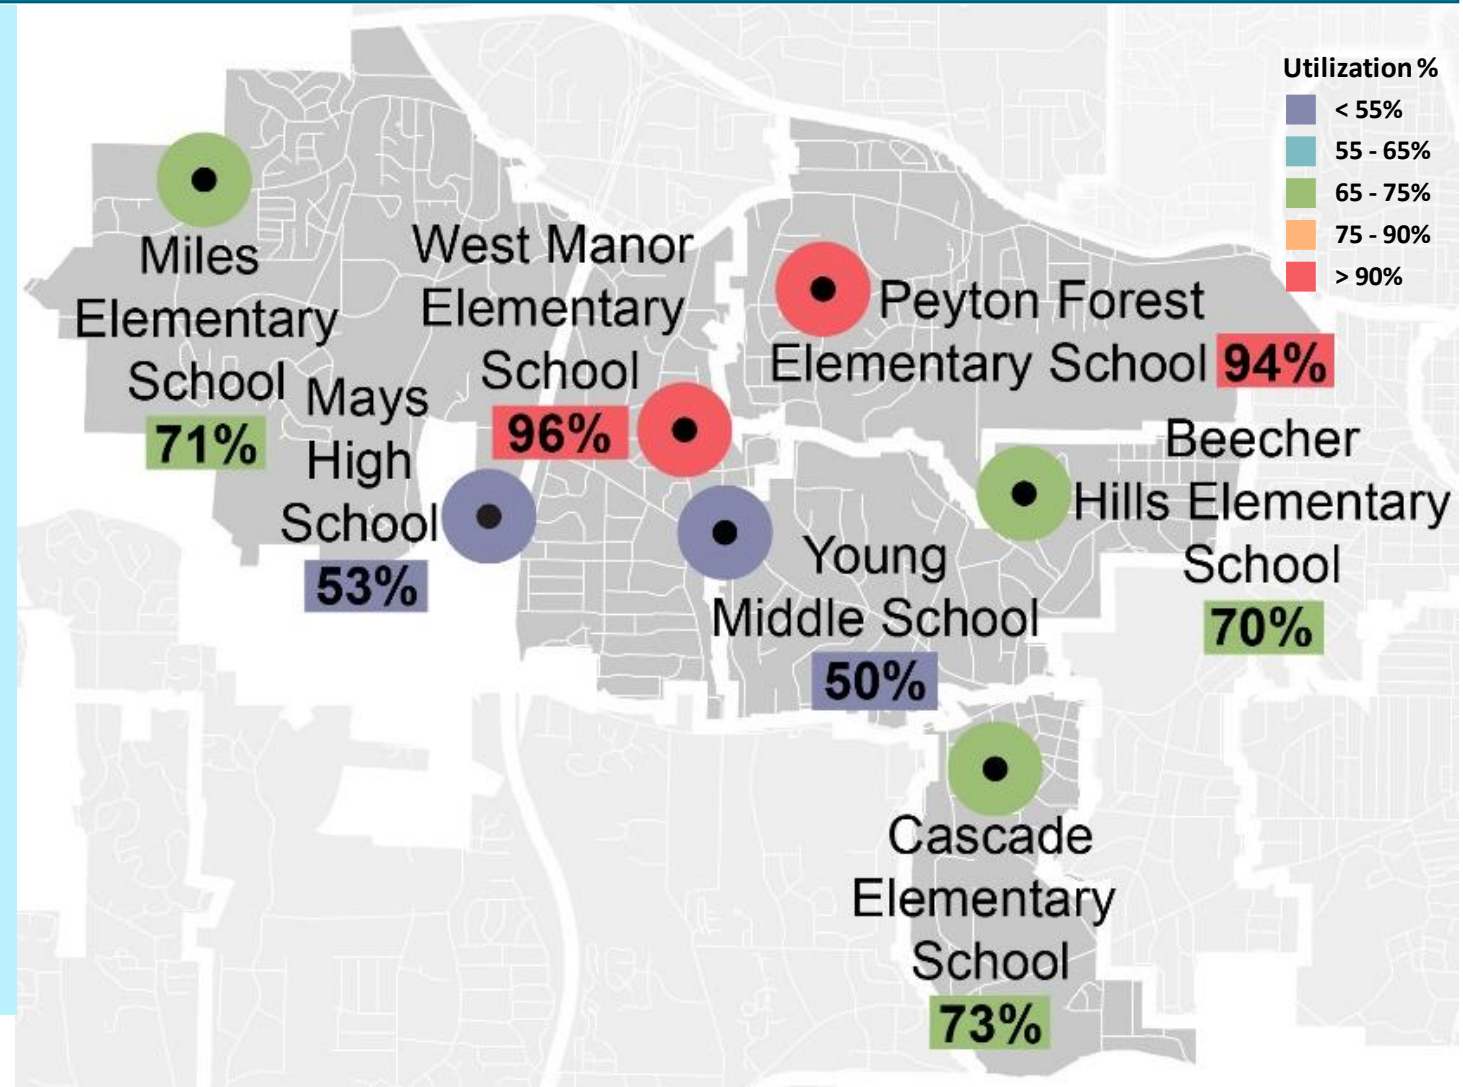 Utilization %
< 55%
55 - 65%
65 - 75%
75 - 90%
> 90%
Miles
Elementary
School
71%
West Manor
Elementary
School
96%
Mays
High
School
53%
Peyton Forest
Elementary School 94%
Beecher
Hills Elementary
School
70%
Young
Middle School
50%
Cascade
Elementary
School
73%